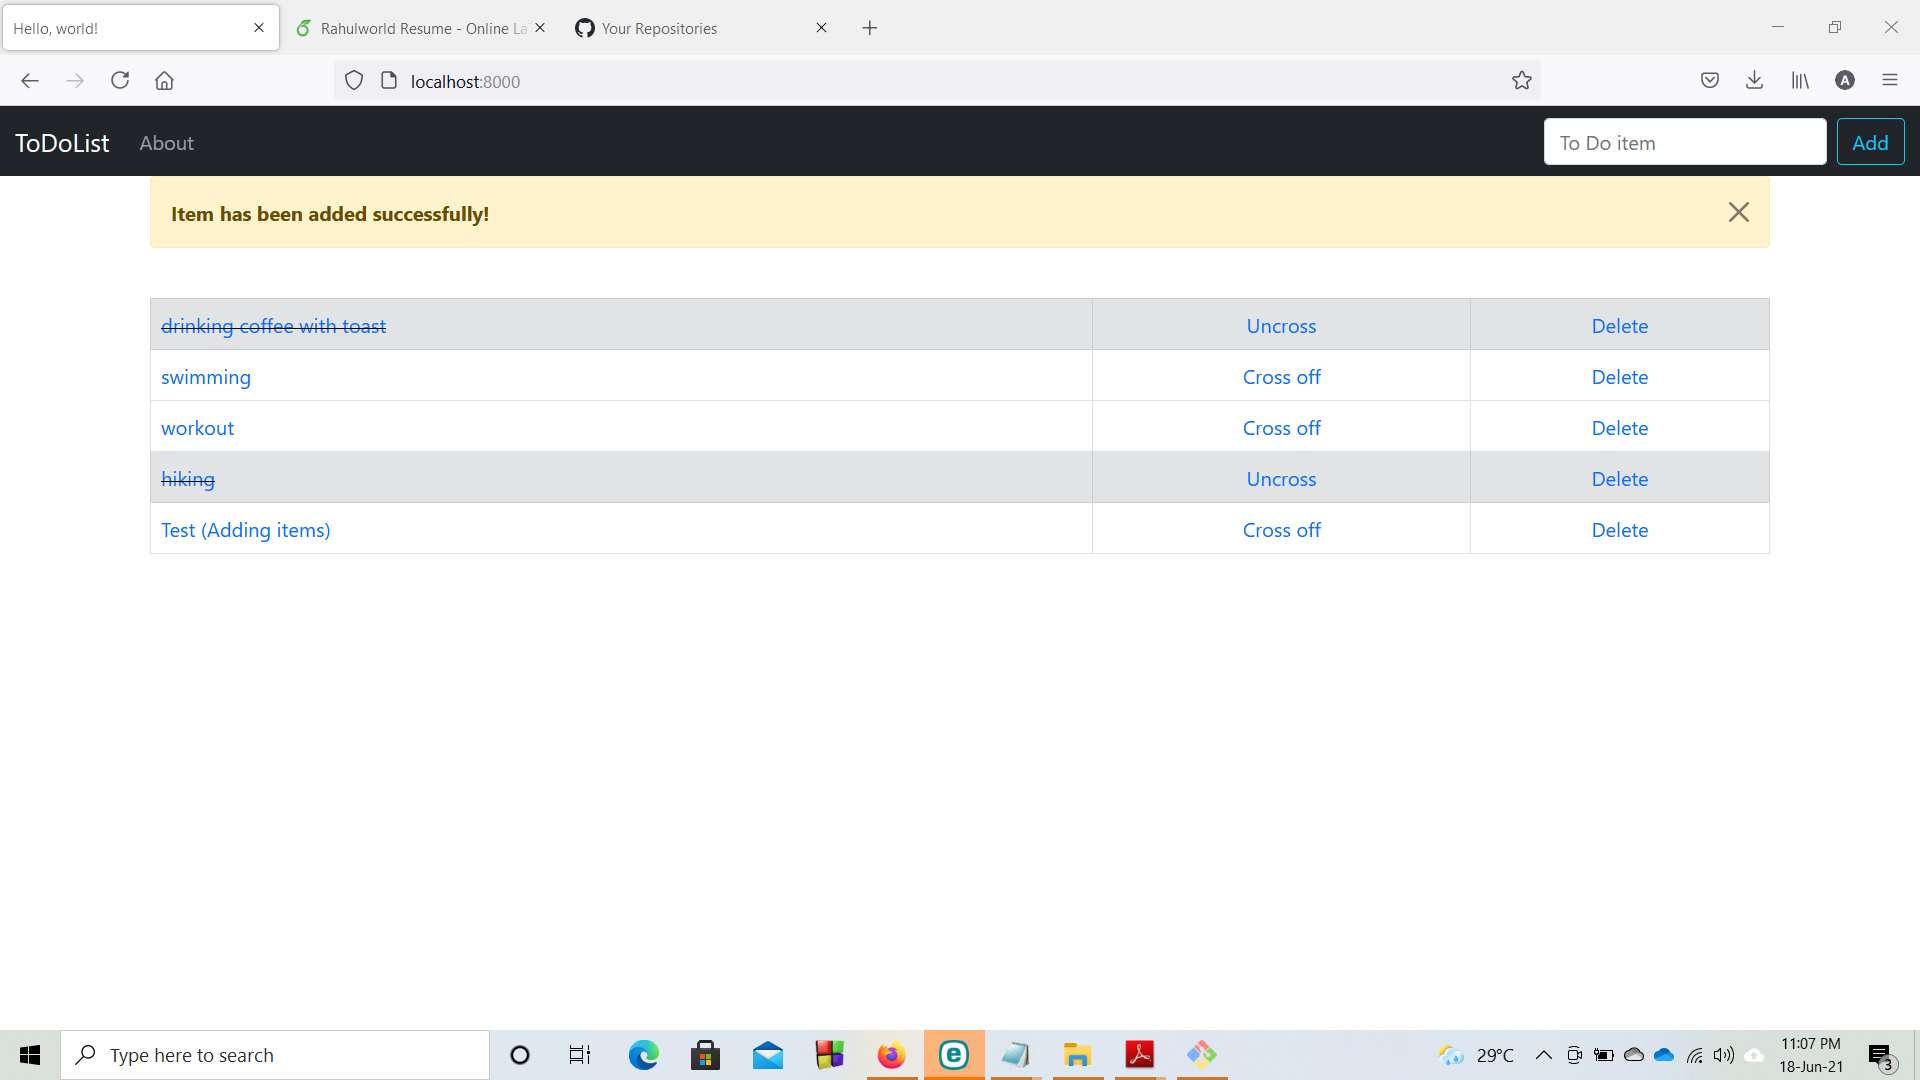 Hello, world!
Rahulworld Resume - Online La
Your Repositories
localhost:8000
A
ToDoList
About
To Do item
Add
Item has been added successfully!
drinking coffee with toast
Uncross
Delete
swimming
Cross off
Delete
workout
Cross off
Delete
hiking
Uncross
Delete
Test (Adding items)
Cross off
Delete
Type here to search
29°C
11:07 PM
18-Jun-21
3